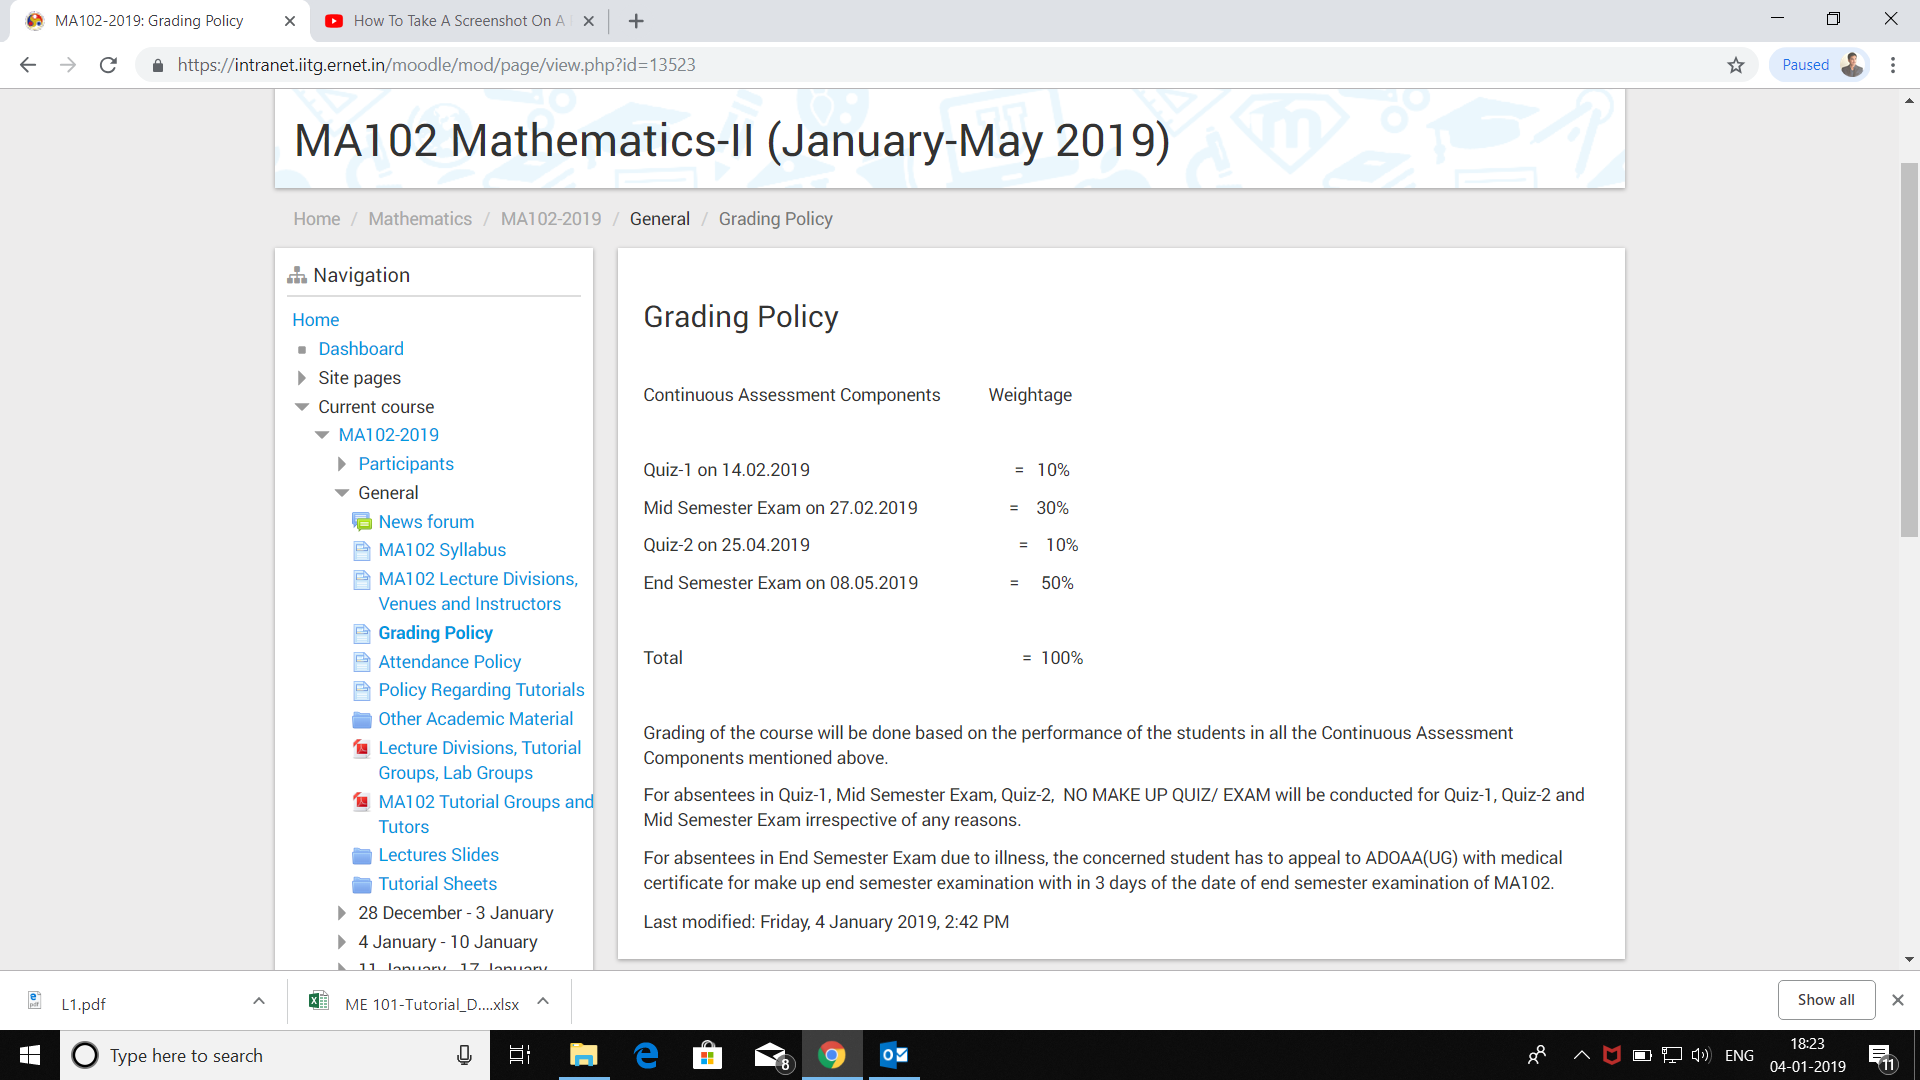 MA102-2019: Grading Policy
How To Take A Screenshot On A
https://intranet.iitg.ernet.in/moodle/mod/page/view.php?id=13523
Paused
MA102 Mathematics-II (January-May 2019)
Home / Mathematics / MA102-2019 / General / Grading Policy
Navigation
Home
Dashboard
Site pages
Current course
MA102-2019
Participants
General
News forum
MA102 Syllabus
MA102 Lecture Divisions,
Venues and Instructors
Grading Policy
Attendance Policy
Policy Regarding Tutorials
Other Academic Material
Lecture Divisions, Tutorial
Groups, Lab Groups
MA102 Tutorial Groups and
Tutors
Lectures Slides
Tutorial Sheets
28 December - 3 January
4 January - 10 January
11 January - 17 January
Grading Policy
Continuous Assessment Components Weightage
Quiz-1 on 14.02.2019 = 10%
Mid Semester Exam on 27.02.2019 = 30%
Quiz-2 on 25.04.2019 = 10%
End Semester Exam on 08.05.2019 = 50%
Total = 100%
Grading of the course will be done based on the performance of the students in all the Continuous Assessment
Components mentioned above.
For absentees in Quiz-1, Mid Semester Exam, Quiz-2, NO MAKE UP QUIZ/ EXAM will be conducted for Quiz-1, Quiz-2 and
Mid Semester Exam irrespective of any reasons.
For absentees in End Semester Exam due to illness, the concerned student has to appeal to ADOAA(UG) with medical
certificate for make up end semester examination with in 3 days of the date of end semester examination of MA102.
Last modified: Friday, 4 January 2019, 2:42 PM
L1.pdf
ME 101-Tutorial_D....xlsx
Show all
Type here to search
8
ENG
18:23
04-01-2019
11